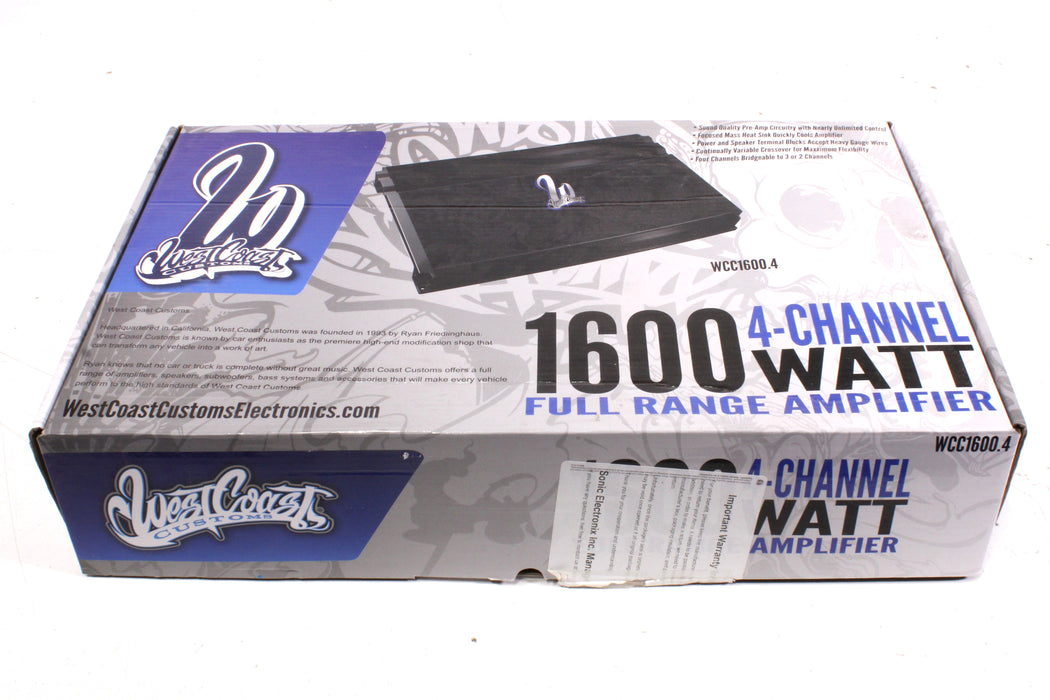 • Sound Quality Pre-Amp Circuitry with Nearly Unlimited Control
• Focused Mass Heat Sink Quickly Cools Amplifier
• Power and Speaker Terminal Blocks Accept Heavy Gauge Wires
• Continually Variable Crossover for Maximum Flexibility
• Four Channels Bridgeable to 3 or 2 Channels
West Coast
CUSTOMS
WCC1600.4
West Coast Customs
Headquartered in California, West Coast Customs was founded in 1993 by Ryan Friedlinghaus.
West Coast Customs is known by car enthusiasts as the premiere high-end modification shop that
can transform any vehicle into a work of art.
Ryan knows that no car or truck is complete without great music. West Coast Customs offers a full
range of amplifiers, speakers, subwoofers, bass systems and accessories that will make every vehicle
perform to the high standards of West Coast Customs.
WestCoastCustomsElectronics.com
1600 4-CHANNEL
WATT
FULL RANGE AMPLIFIER
WCC1600.4
West Coast
CUSTOMS
4-CHANNEL
WATT
AMPLIFIER
Important Warranty
Sonic Electronix Inc.